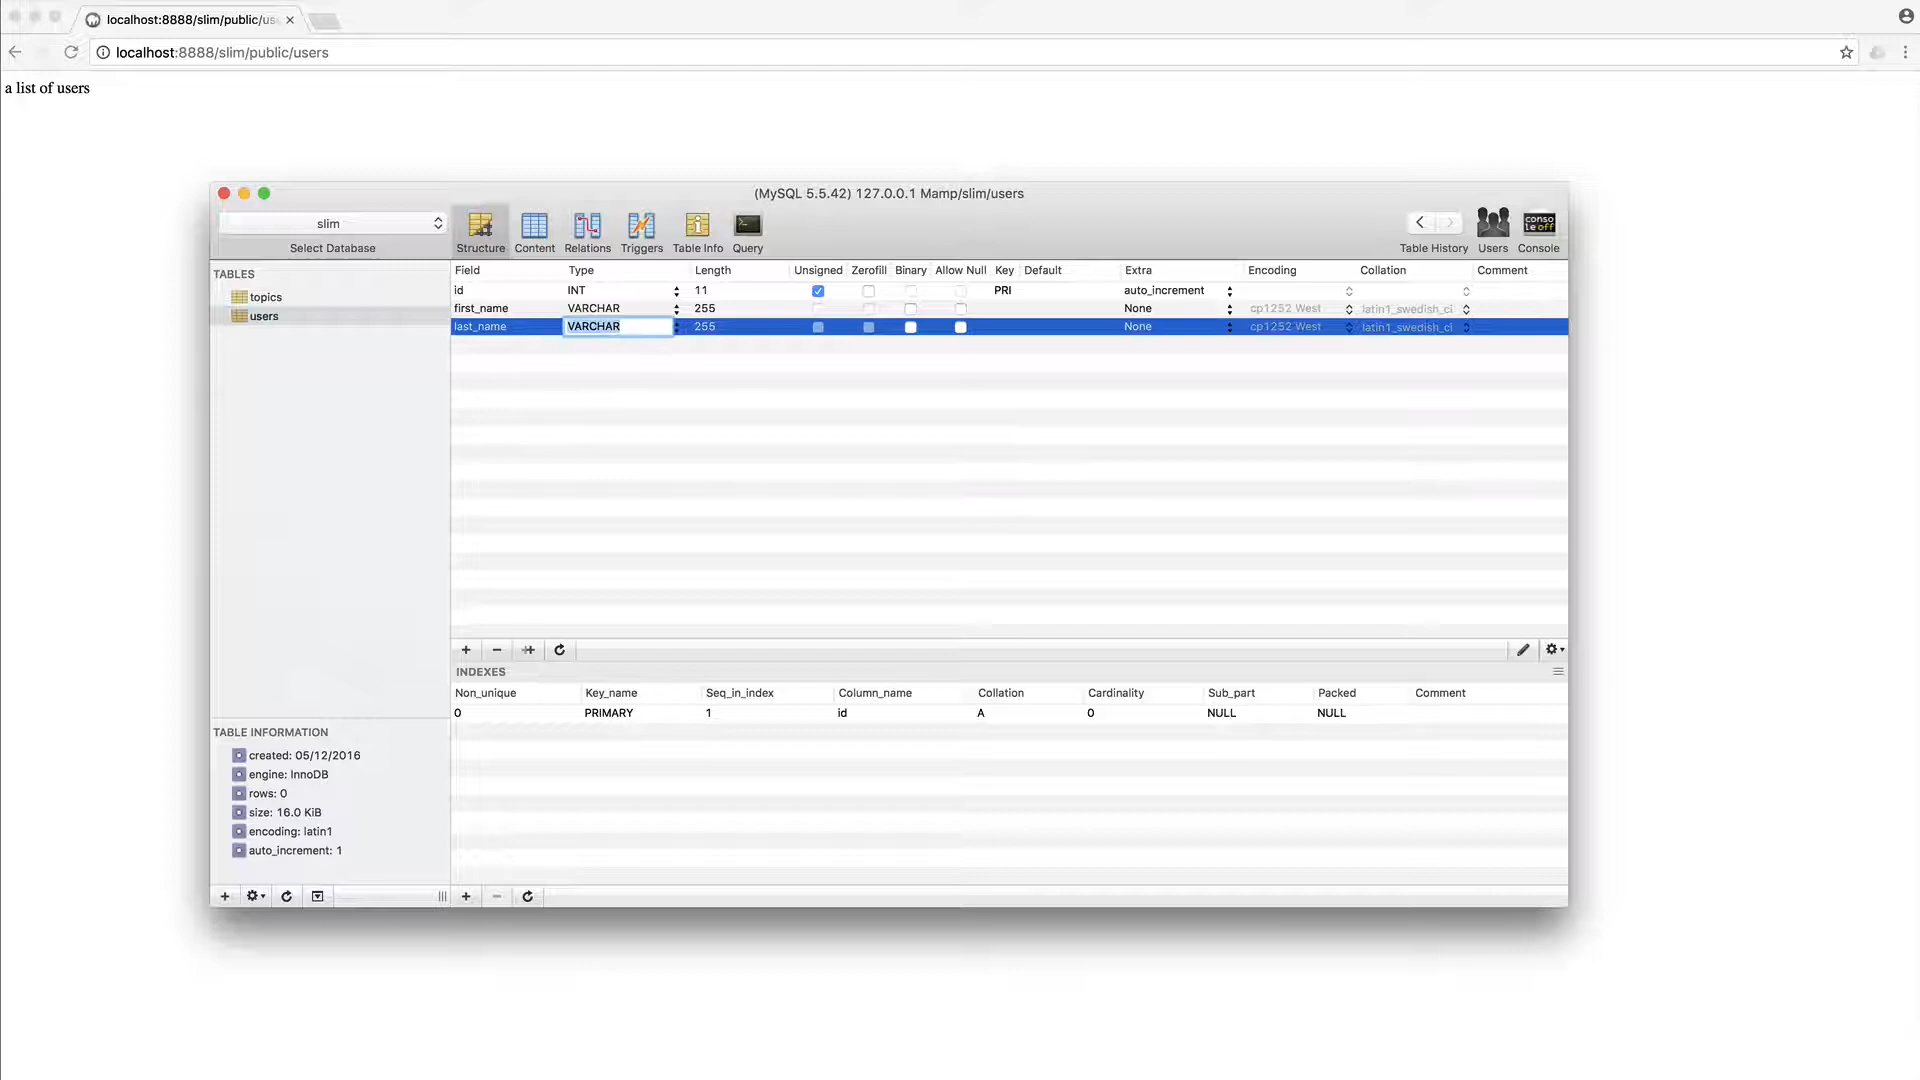 localhost:8888/slim/public/us
localhost:8888/slim/public/users
a list of users
(MySQL 5.5.42) 127.0.0.1 Mamp/slim/users
slim
Select Database
Structure Content Relations Triggers Table Info Query
conso
leoff
Table History Users Console
TABLES
topics
users
Field Type Length Unsigned Zerofill Binary Allow Null Key Default Extra Encoding Collation Comment
id INT 11 PRI auto_increment
first_name VARCHAR 255 None cp1252 West latin1_swedish_ci
last_name VARCHAR 255 None cp1252 West latin1_swedish_ci
INDEXES
Non_unique Key_name Seq_in_index Column_name Collation Cardinality Sub_part Packed Comment
0 PRIMARY 1 id A 0 NULL NULL
TABLE INFORMATION
created: 05/12/2016
engine: InnoDB
rows: 0
size: 16.0 KiB
encoding: latin1
auto_increment: 1